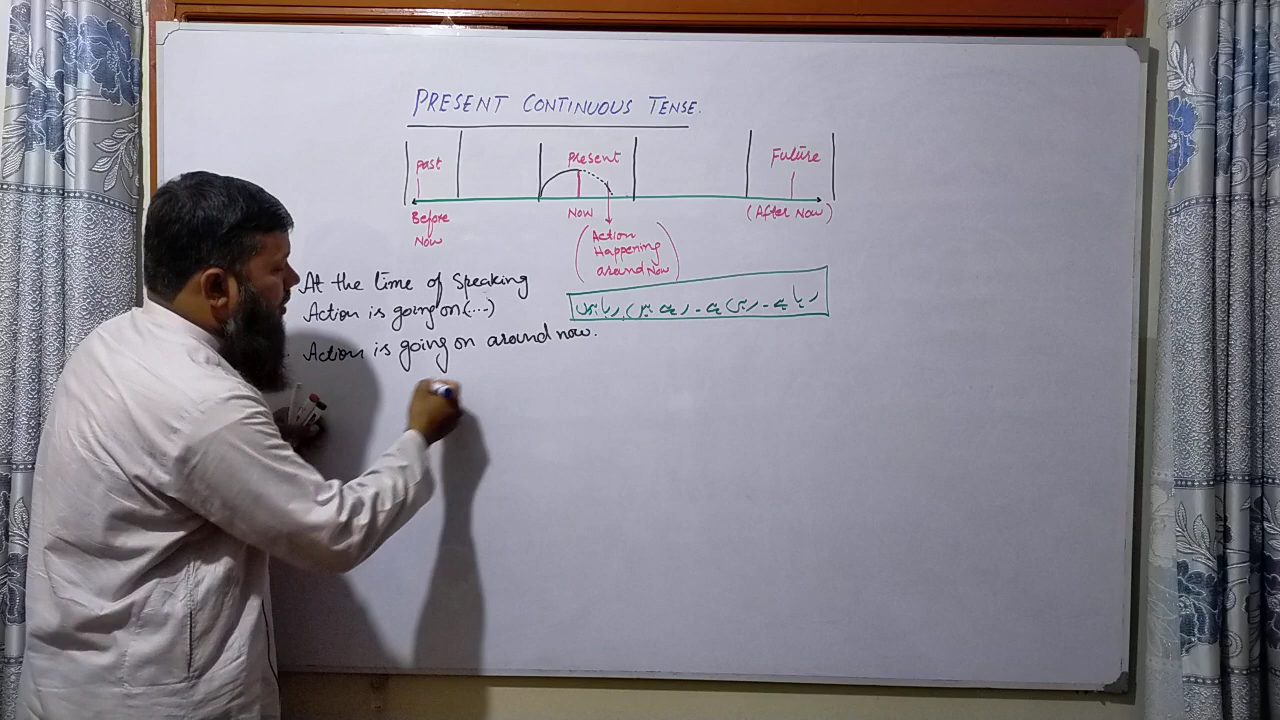 PRESENT CONTINUOUS TENSE.
Past
Present
Future
Before
Now
Now
(After Now)
(Action
Happening
around Now)
At the time of speaking
Action is going on (....)
رہا ہے۔ رہی ہے۔ رہے ہیں، رہا ہوں
Action is going on around now.